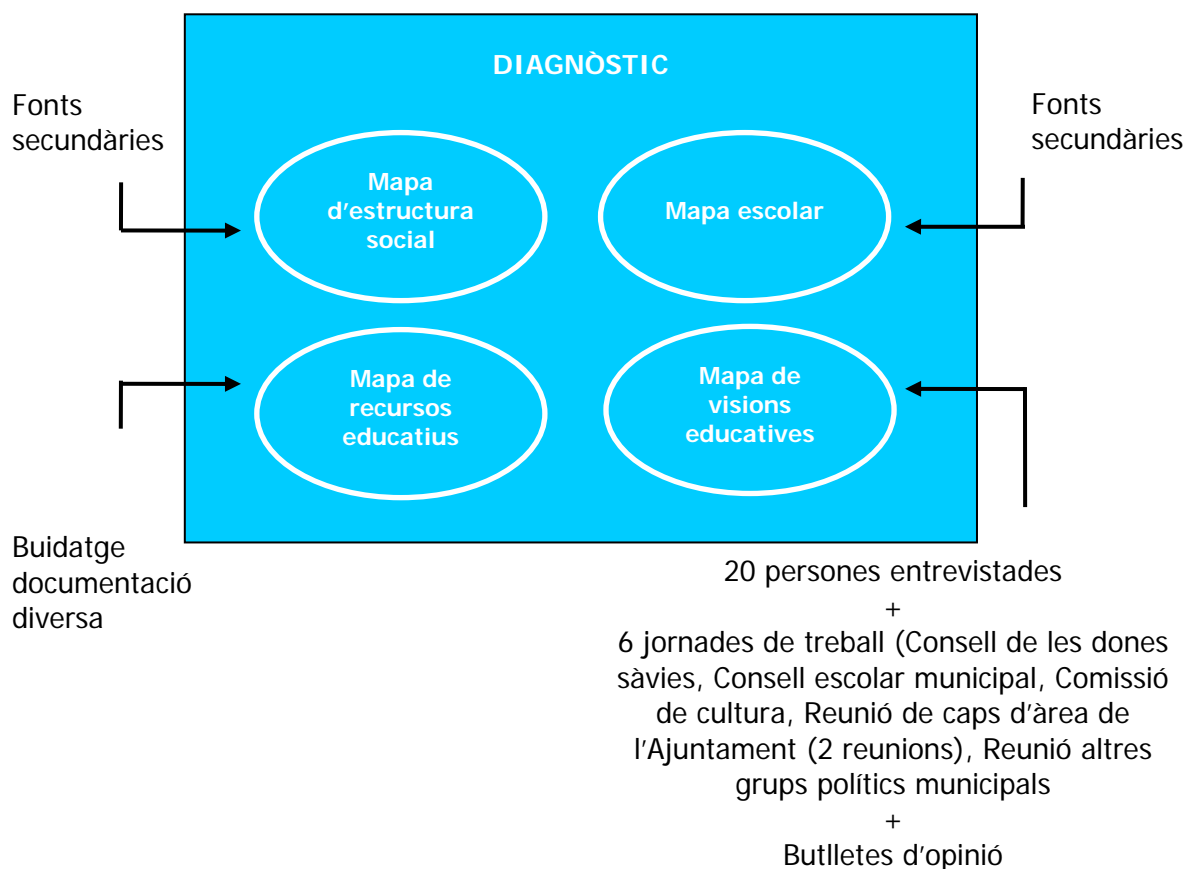 DIAGNÒSTIC
Fonts
secundàries
Fonts
secundàries
Mapa
d'estructura
social
Mapa escolar
Mapa de
recursos
educatius
Mapa de
visions
educatives
Buidatge
documentació
diversa
20 persones entrevistades
+
6 jornades de treball (Consell de les dones
sàvies, Consell escolar municipal, Comissió
de cultura, Reunió de caps d'àrea de
l'Ajuntament (2 reunions), Reunió altres
grups polítics municipals
+
Butlletes d'opinió